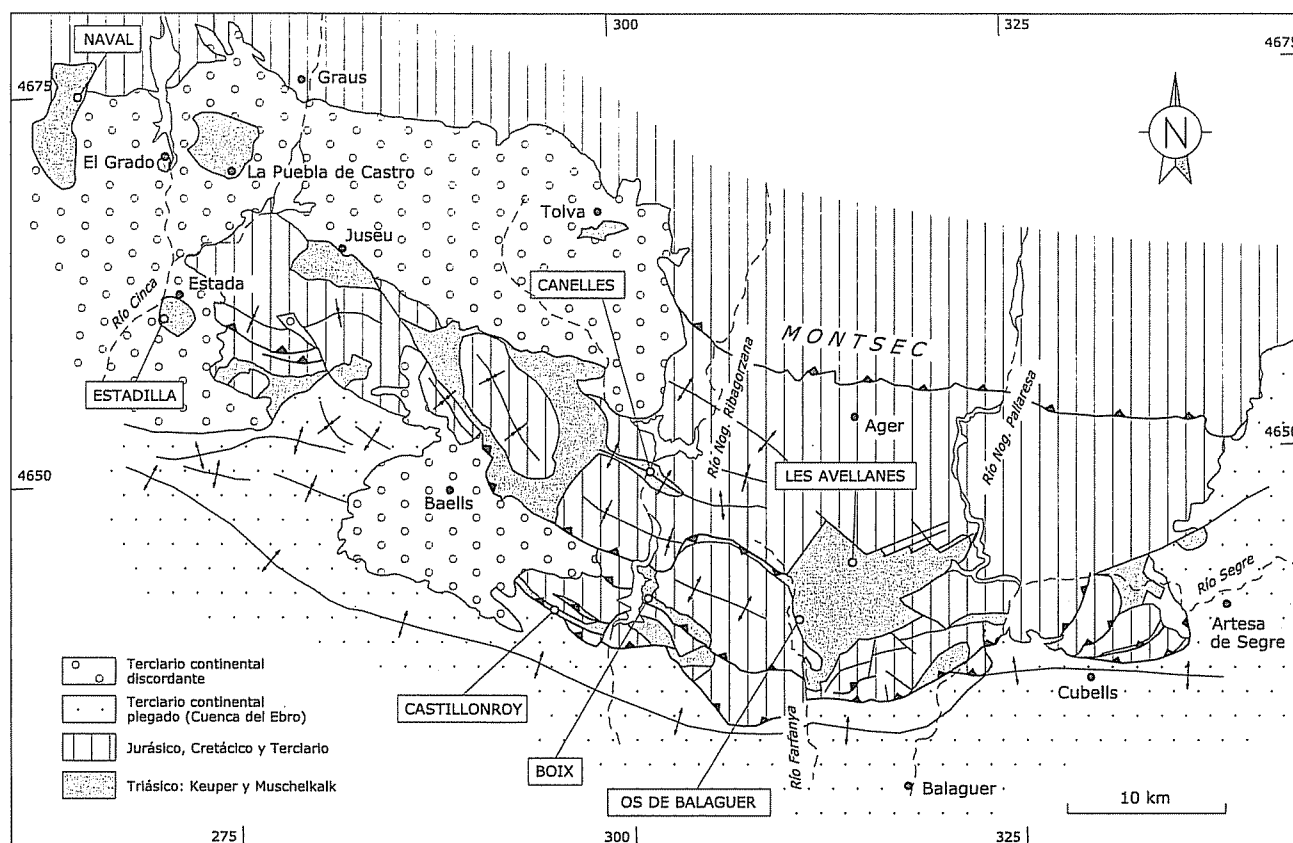 300
325
4675
NAVAL
Graus
4675
N
El Grado
La Puebla de Castro
Tolva
Juseu
CANELLES
Río Cinca
Estada
MONTSEC
Río Nog. Ribagorzana
Río Nog. Pallaresa
ESTADILLA
Ager
4650
LES AVELLANES
4650
Baells
Río Segre
Artesa
de Segre
Terciario continental
discordante
Terciario continental
plegado (Cuenca del Ebro)
Jurásico, Cretácico y Terciario
Triásico: Keuper y Muschelkalk
CASTILLONROY
Cubells
BOIX
Río Farfanya
OS DE BALAGUER
Balaguer
10 km
275
300
325